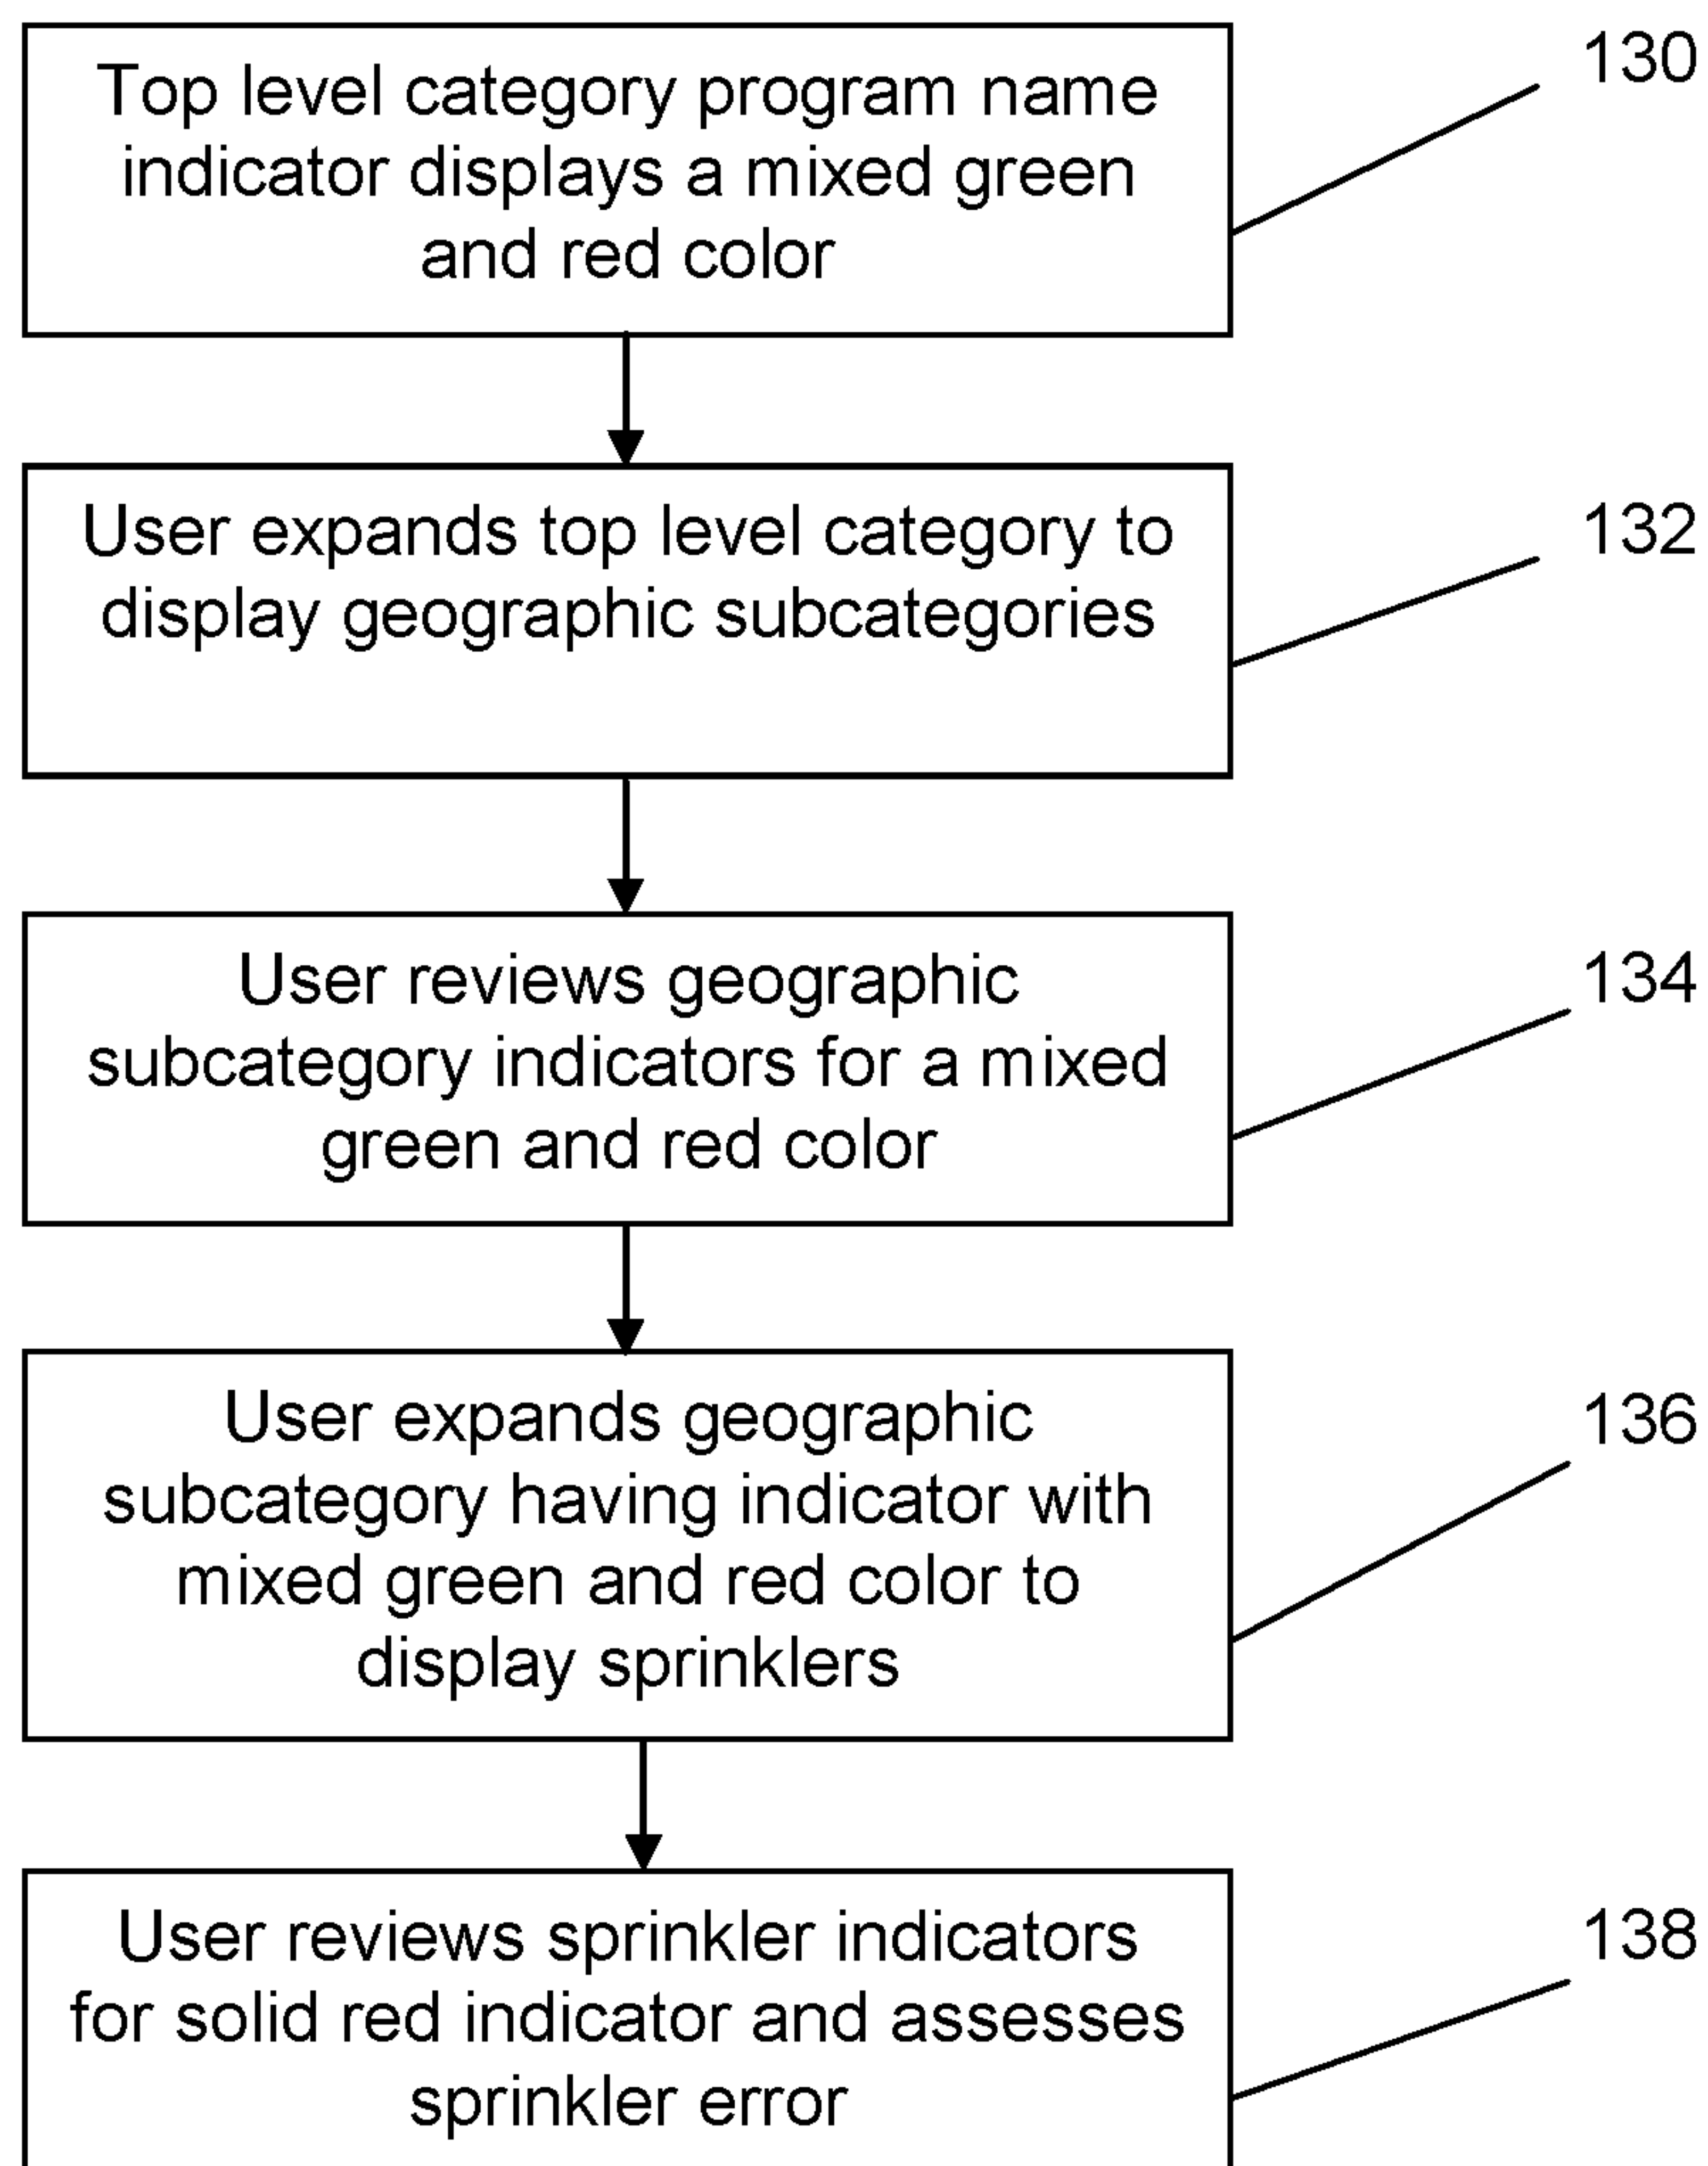 Top level category program name
indicator displays a mixed green
and red color
130
User expands top level category to
display geographic subcategories
132
User reviews geographic
subcategory indicators for a mixed
green and red color
134
User expands geographic
subcategory having indicator with
mixed green and red color to
display sprinklers
136
User reviews sprinkler indicators
for solid red indicator and assesses
sprinkler error
138